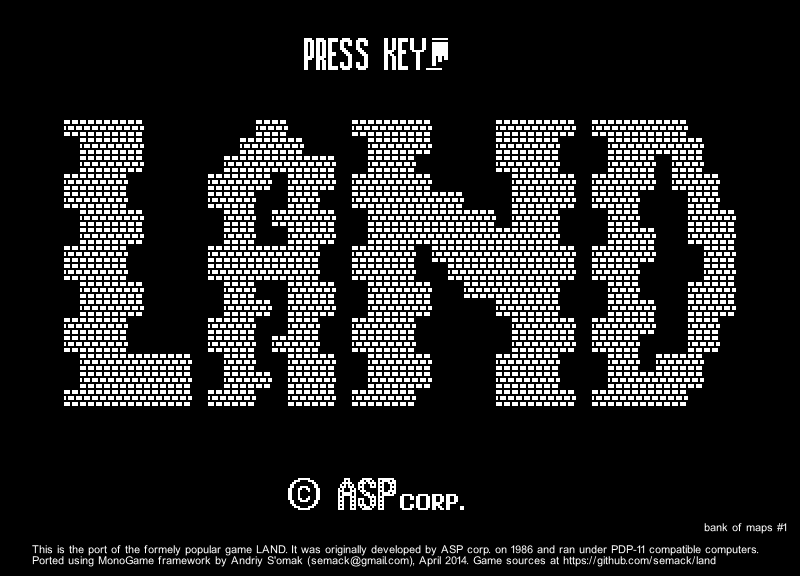 PRESS KEY
LAND
© ASP CORP.
bank of maps #1
This is the port of the formely popular game LAND. It was originally developed by ASP corp. on 1986 and ran under PDP-11 compatible computers.
Ported using MonoGame framework by Andriy S'omak (semack@gmail.com), April 2014. Game sources at https://github.com/semack/land